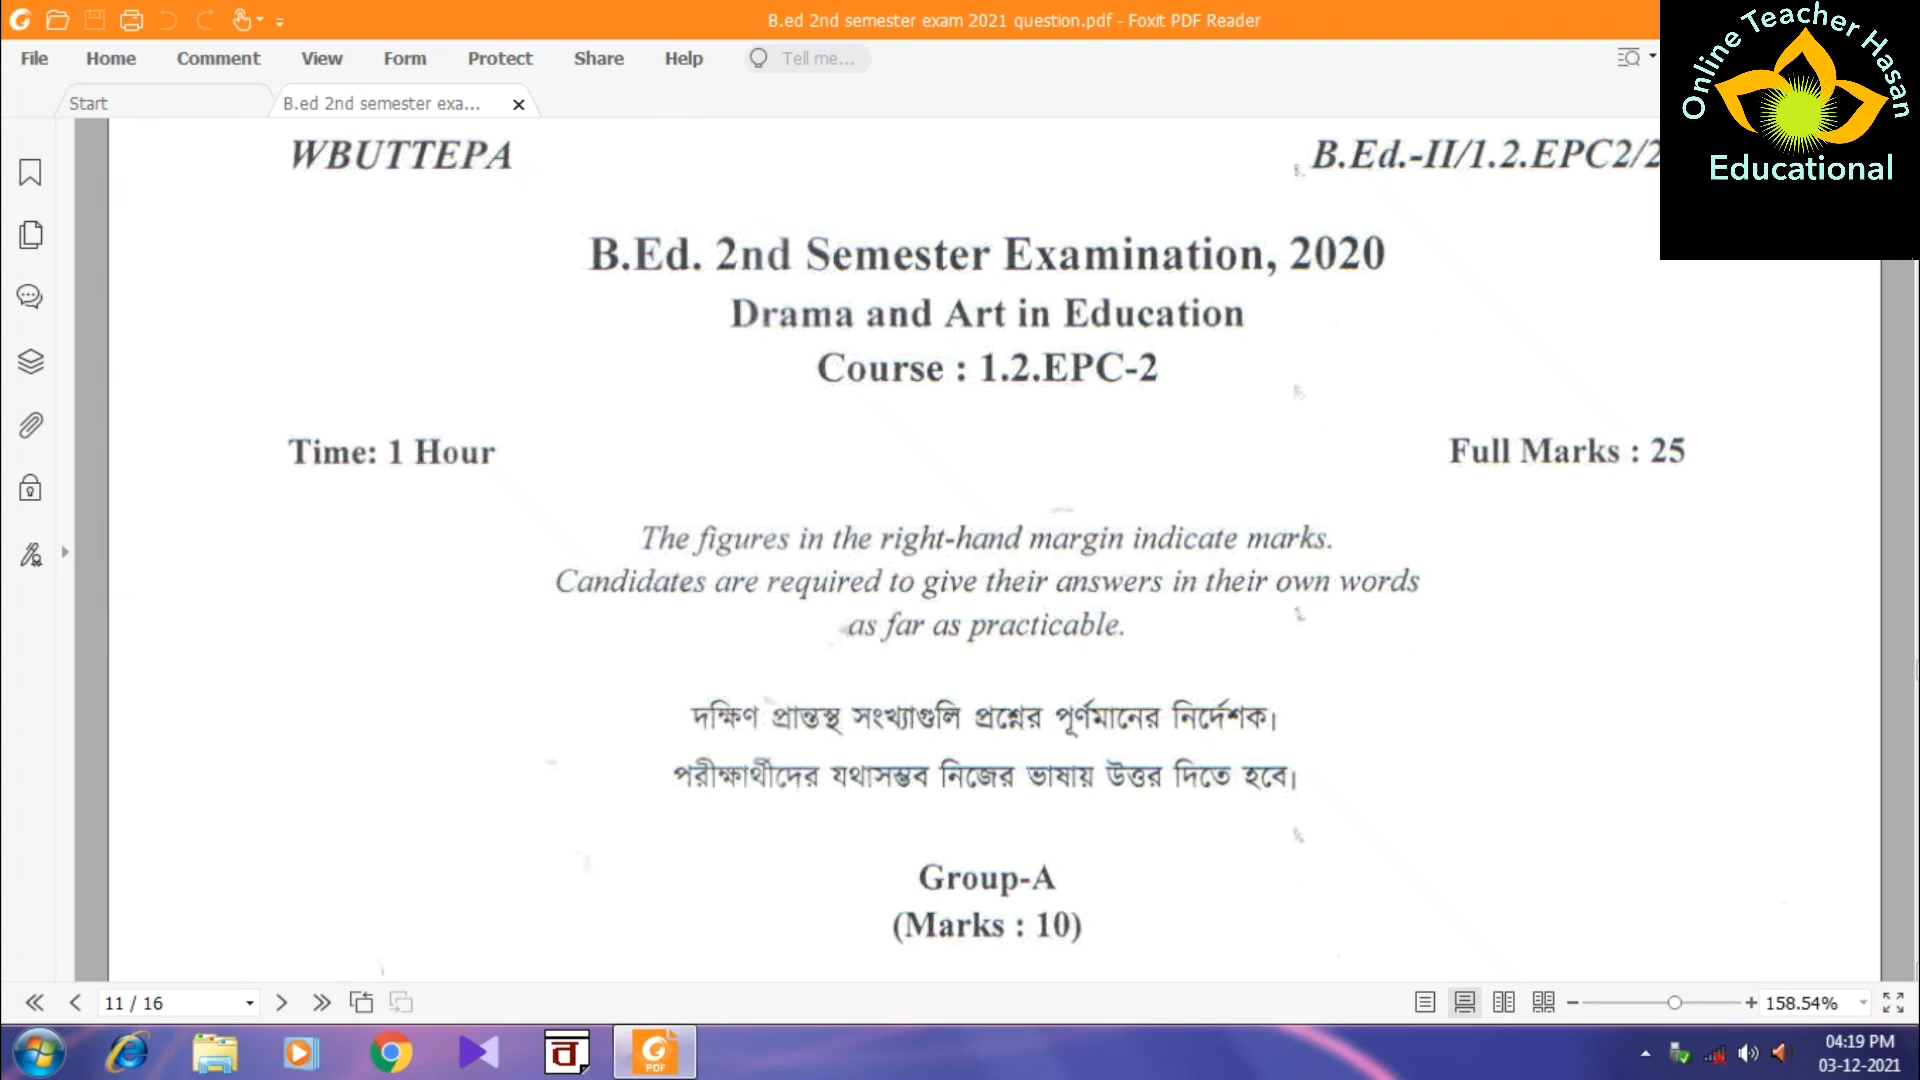 B.ed 2nd semester exam 2021 question.pdf - Foxit PDF Reader
File Home Comment View Form Protect Share Help Tell me...
Start B.ed 2nd semester exa...
Online Teacher Hasan
Educational
WBUTTEPA B.Ed.-II/1.2.EPC2/2
B.Ed. 2nd Semester Examination, 2020
Drama and Art in Education
Course : 1.2.EPC-2
Time: 1 Hour Full Marks : 25
The figures in the right-hand margin indicate marks.
Candidates are required to give their answers in their own words
as far as practicable.
দক্ষিণ প্রান্তস্থ সংখ্যাগুলি প্রশ্নের পূর্ণমানের নির্দেশক।
পরীক্ষার্থীদের যথাসম্ভব নিজের ভাষায় উত্তর দিতে হবে।
Group-A
(Marks : 10)
11 / 16 158.54%
04:19 PM
03-12-2021